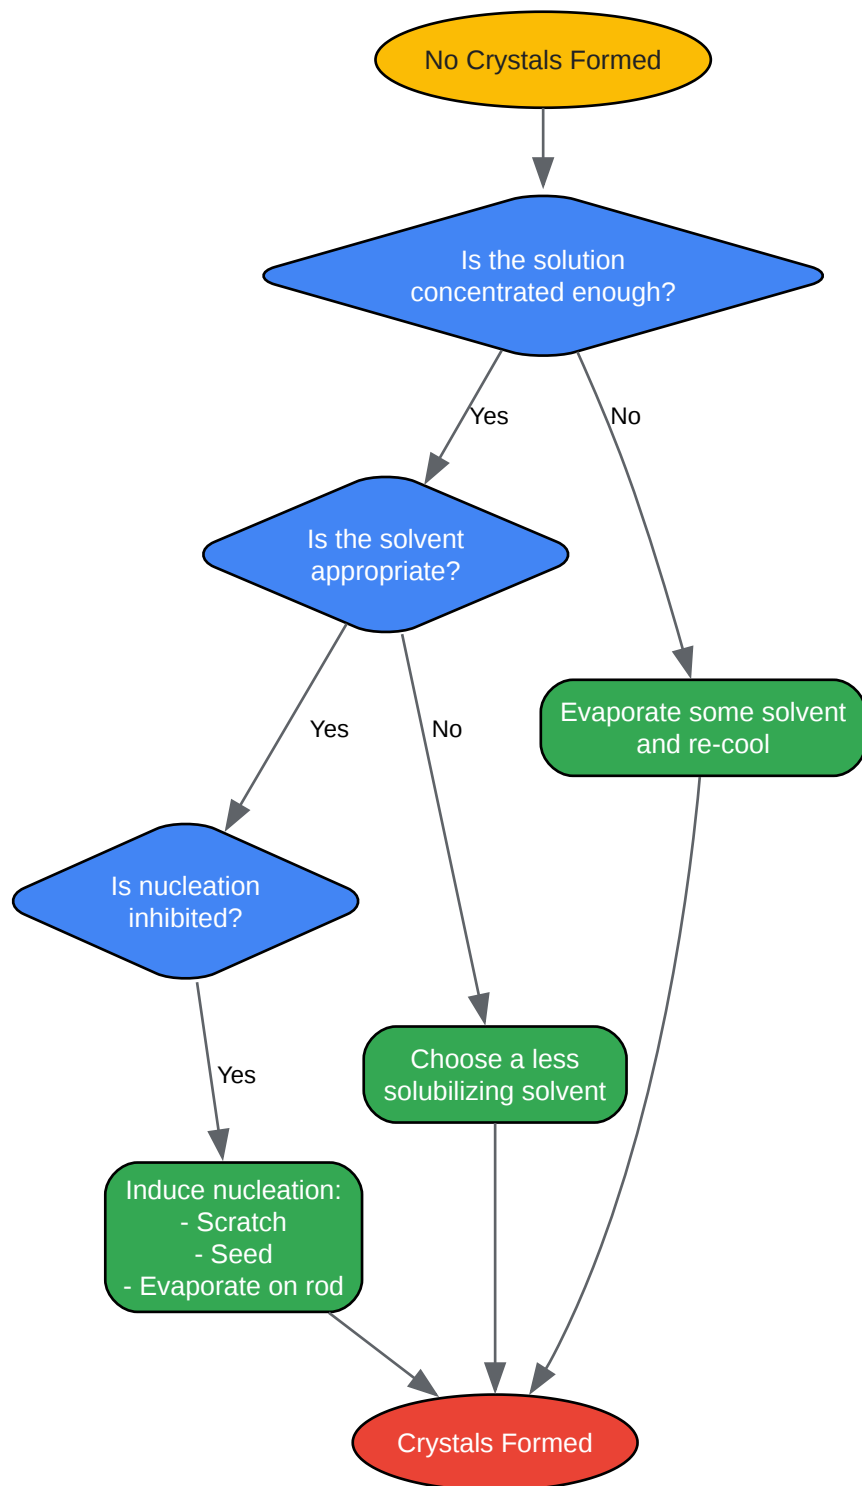 No Crystals Formed
Is the solution
concentrated enough?
Yes
No
Is the solvent
appropriate?
Evaporate some solvent
and re-cool
Yes
No
Is nucleation
inhibited?
Yes
Choose a less
solubilizing solvent
Induce nucleation:
- Scratch
- Seed
- Evaporate on rod
Crystals Formed